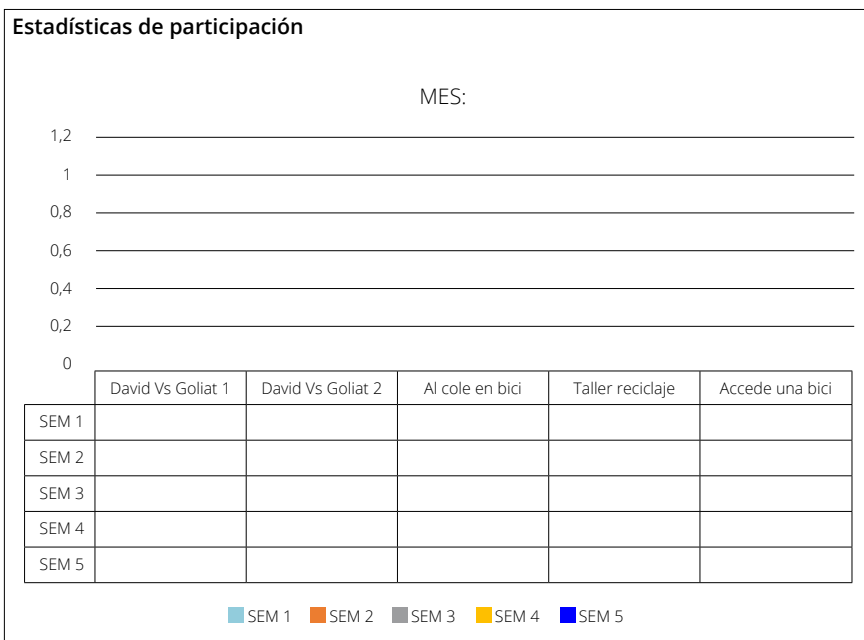 Estadísticas de participación
MES:
1,2
1
0,8
0,6
0,4
0,2
0
David Vs Goliat 1 David Vs Goliat 2 Al cole en bici Taller reciclaje Accede una bici
SEM 1
SEM 2
SEM 3
SEM 4
SEM 5
SEM 1 SEM 2 SEM 3 SEM 4 SEM 5